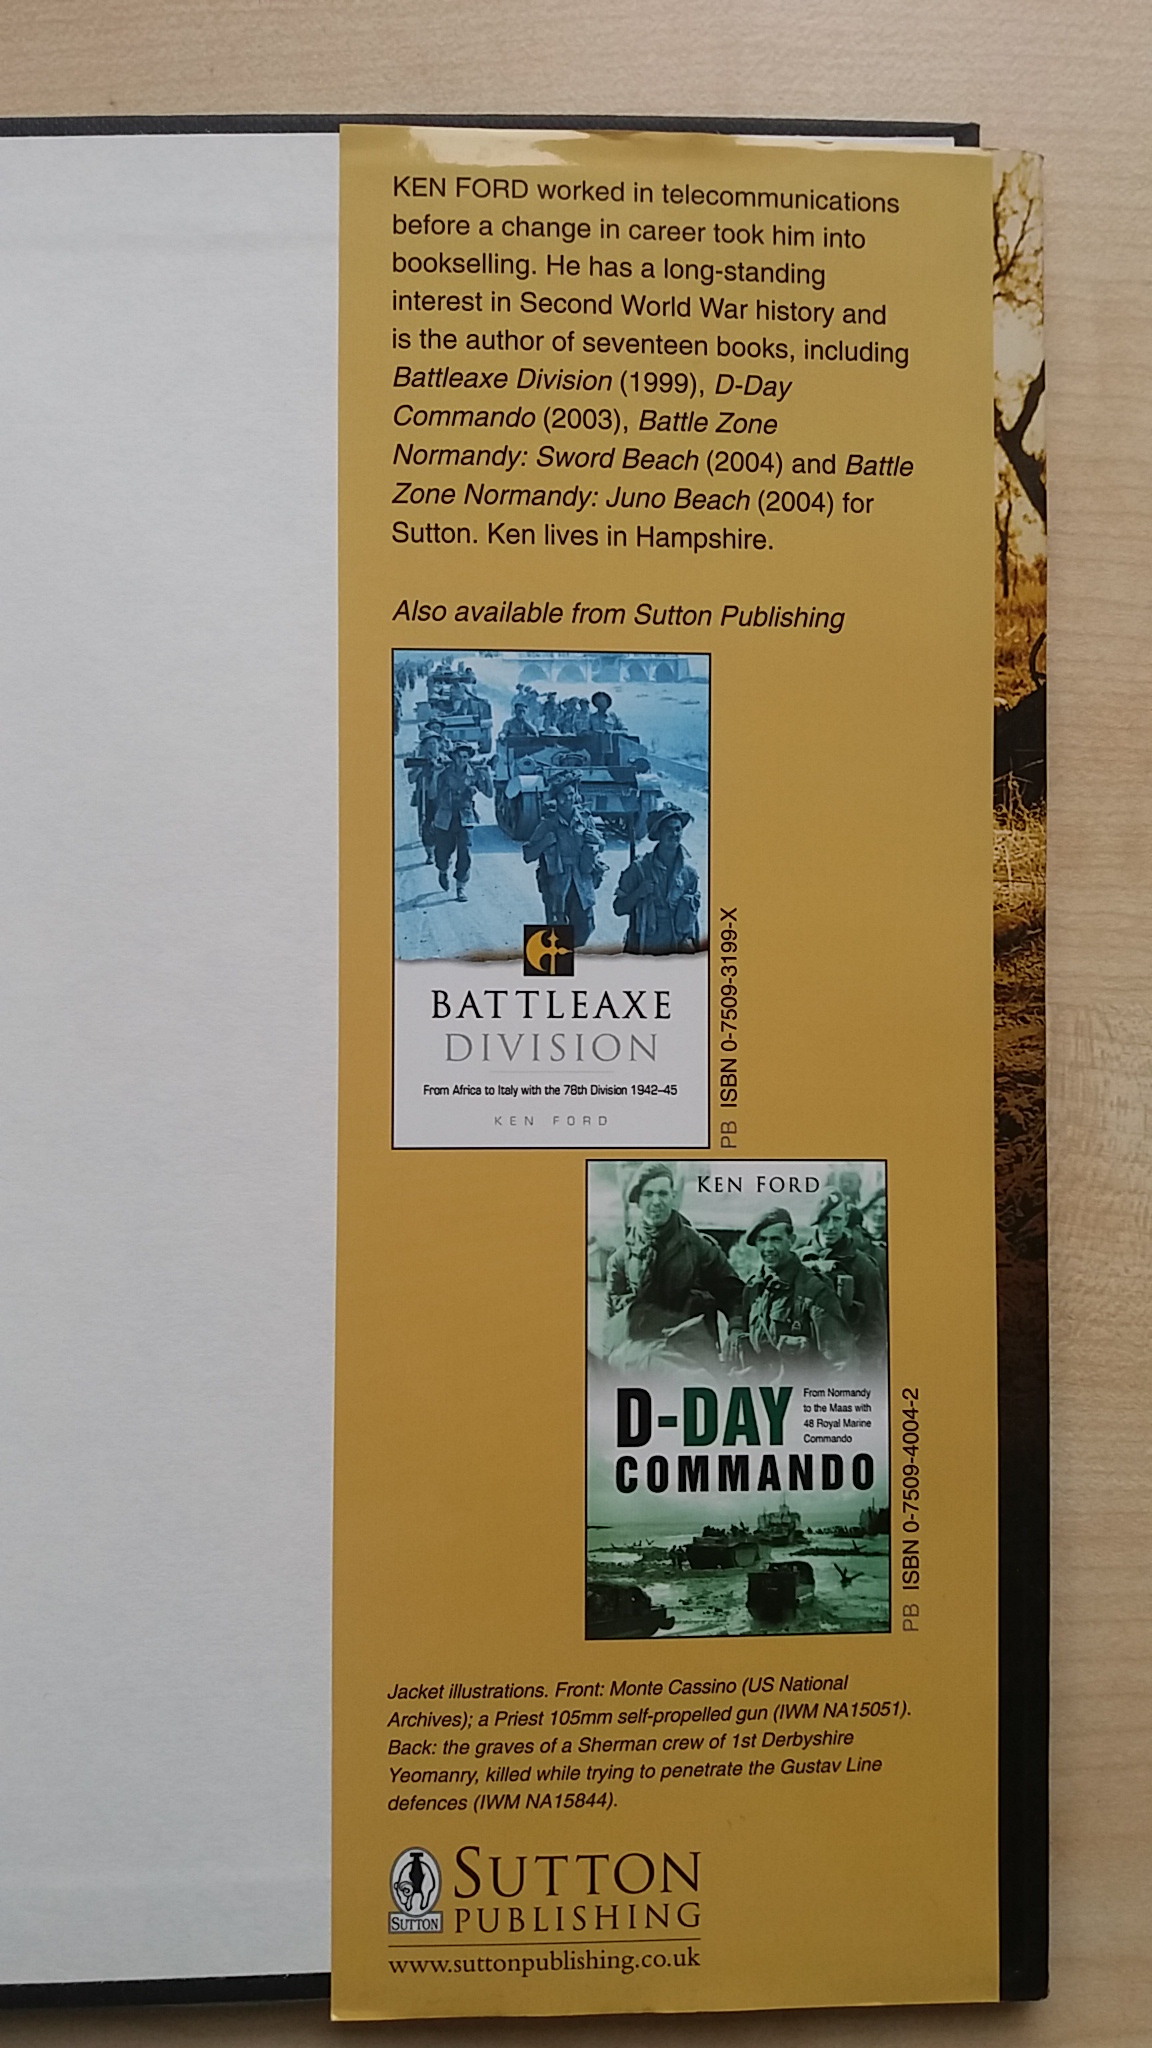 KEN FORD worked in telecommunications
before a change in career took him into
bookselling. He has a long-standing
interest in Second World War history and
is the author of seventeen books, including
Battleaxe Division (1999), D-Day
Commando (2003), Battle Zone
Normandy: Sword Beach (2004) and Battle
Zone Normandy: Juno Beach (2004) for
Sutton. Ken lives in Hampshire.
Also available from Sutton Publishing
BATTLEAXE
DIVISION
From Africa to Italy with the 78th Division 1942–45
KEN FORD
PB ISBN 0-7509-3199-X
KEN FORD
D-DAY
From Normandy
to the Maas with
48 Royal Marine
Commando
COMMANDO
PB ISBN 0-7509-4004-2
Jacket illustrations. Front: Monte Cassino (US National
Archives); a Priest 105mm self-propelled gun (IWM NA15051).
Back: the graves of a Sherman crew of 1st Derbyshire
Yeomanry, killed while trying to penetrate the Gustav Line
defences (IWM NA15844).
SUTTON
SUTTON
PUBLISHING
www.suttonpublishing.co.uk